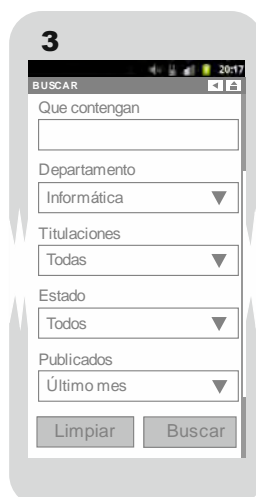 3
20:17
BUSCAR
Que contengan
Departamento
Informática
Titulaciones
Todas
Estado
Todos
Publicados
Último mes
Limpiar Buscar